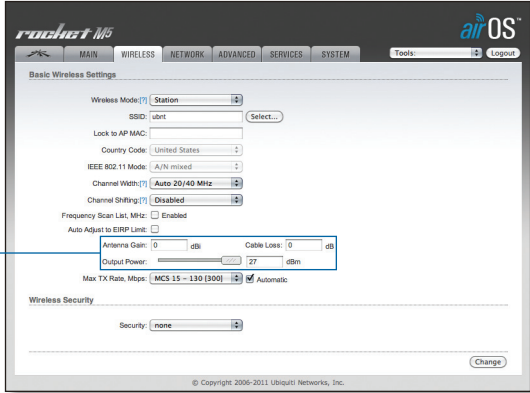 rocket M5 airOS™
MAIN WIRELESS NETWORK ADVANCED SERVICES SYSTEM Tools: Logout
Basic Wireless Settings
Wireless Mode:[?] Station
SSID: ubnt Select...
Lock to AP MAC:
Country Code: United States
IEEE 802.11 Mode: A/N mixed
Channel Width:[?] Auto 20/40 MHz
Channel Shifting:[?] Disabled
Frequency Scan List, MHz: Enabled
Auto Adjust to EIRP Limit:
Antenna Gain: 0 dBi Cable Loss: 0 dB
Output Power: 27 dBm
Max TX Rate, Mbps: MCS 15 - 130 [300] Automatic
Wireless Security
Security: none
Change
© Copyright 2006-2011 Ubiquiti Networks, Inc.